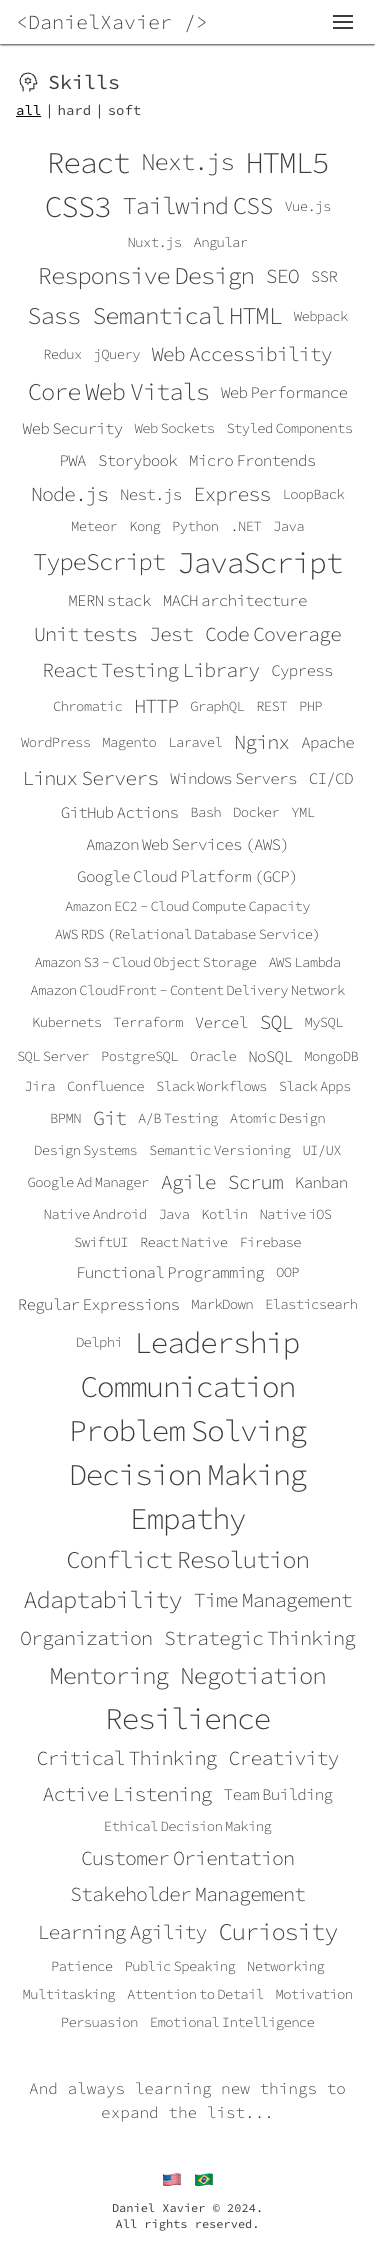 <DanielXavier />
Skills
all | hard | soft
React Next.js HTML5
CSS3 Tailwind CSS Vue.js
Nuxt.js Angular
Responsive Design SEO SSR
Sass Semantical HTML Webpack
Redux jQuery Web Accessibility
Core Web Vitals Web Performance
Web Security Web Sockets Styled Components
PWA Storybook Micro Frontends
Node.js Nest.js Express LoopBack
Meteor Kong Python .NET Java
TypeScript JavaScript
MERN stack MACH architecture
Unit tests Jest Code Coverage
React Testing Library Cypress
Chromatic HTTP GraphQL REST PHP
WordPress Magento Laravel Nginx Apache
Linux Servers Windows Servers CI/CD
GitHub Actions Bash Docker YML
Amazon Web Services (AWS)
Google Cloud Platform (GCP)
Amazon EC2 - Cloud Compute Capacity
AWS RDS (Relational Database Service)
Amazon S3 - Cloud Object Storage AWS Lambda
Amazon CloudFront - Content Delivery Network
Kubernets Terraform Vercel SQL MySQL
SQL Server PostgreSQL Oracle NoSQL MongoDB
Jira Confluence Slack Workflows Slack Apps
BPMN Git A/B Testing Atomic Design
Design Systems Semantic Versioning UI/UX
Google Ad Manager Agile Scrum Kanban
Native Android Java Kotlin Native iOS
SwiftUI React Native Firebase
Functional Programming OOP
Regular Expressions MarkDown Elasticsearh
Delphi Leadership
Communication
Problem Solving
Decision Making
Empathy
Conflict Resolution
Adaptability Time Management
Organization Strategic Thinking
Mentoring Negotiation
Resilience
Critical Thinking Creativity
Active Listening Team Building
Ethical Decision Making
Customer Orientation
Stakeholder Management
Learning Agility Curiosity
Patience Public Speaking Networking
Multitasking Attention to Detail Motivation
Persuasion Emotional Intelligence
And always learning new things to
expand the list...
Daniel Xavier © 2024.
All rights reserved.